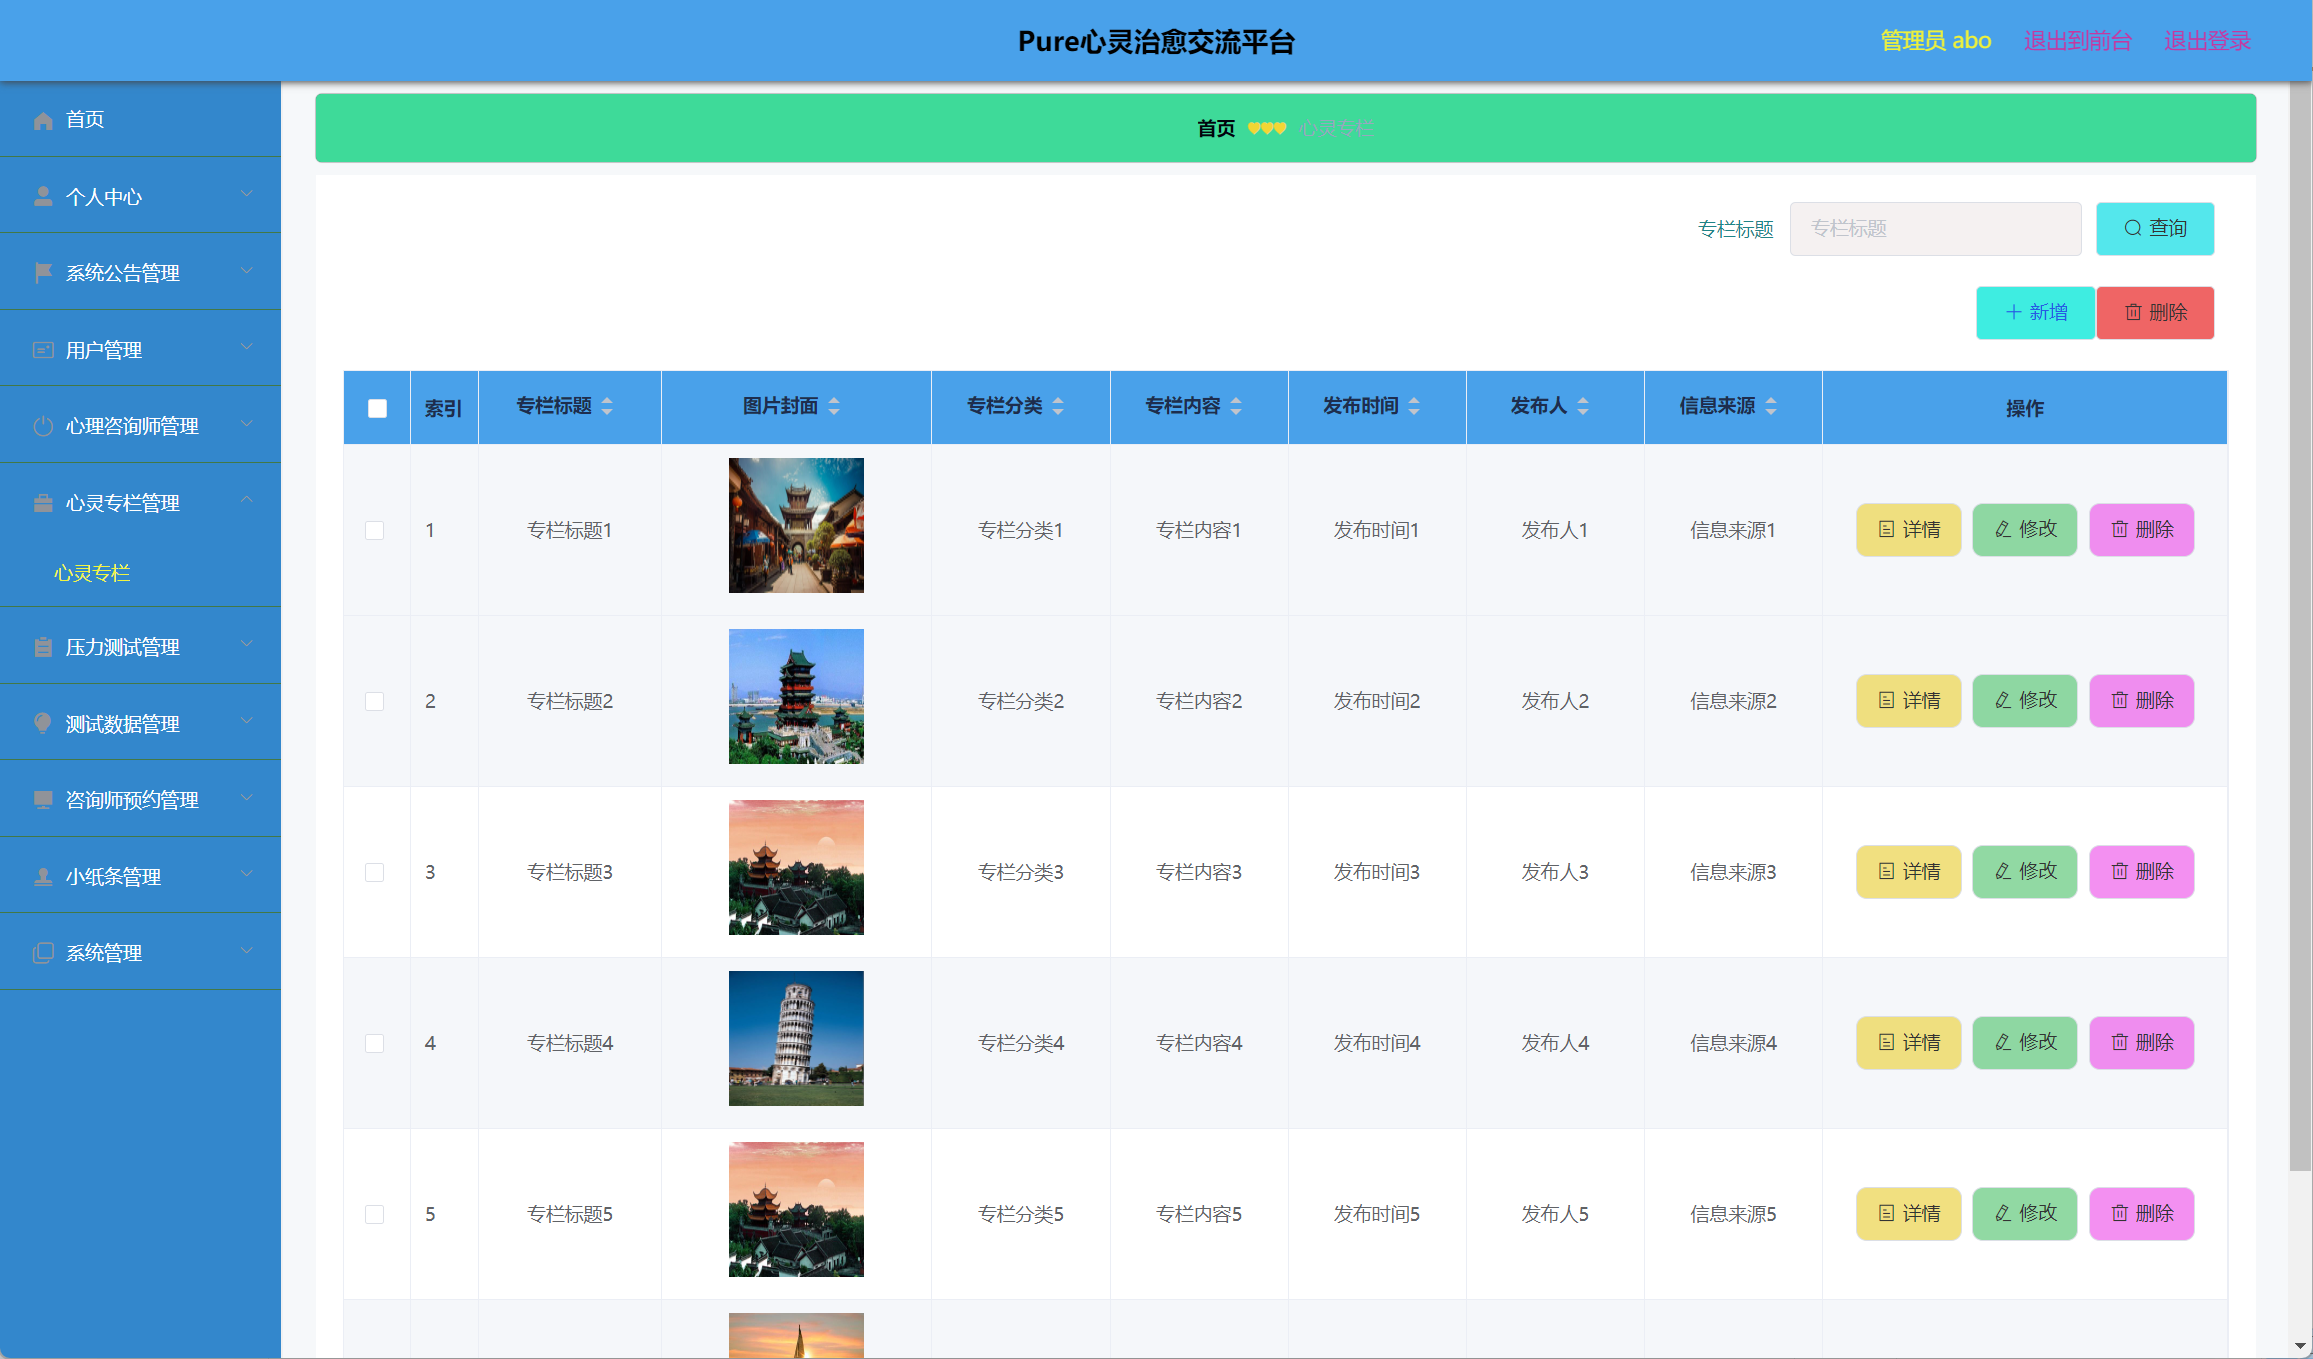 Pure心灵治愈交流平台
管理员 abo 退出到前台 退出登录
首页
个人中心
系统公告管理
用户管理
心理咨询师管理
心灵专栏管理
心灵专栏
压力测试管理
测试数据管理
咨询师预约管理
小纸条管理
系统管理
首页 心灵专栏
专栏标题 专栏标题 查询
新增 删除
索引 专栏标题 图片封面 专栏分类 专栏内容 发布时间 发布人 信息来源 操作
1 专栏标题1 专栏分类1 专栏内容1 发布时间1 发布人1 信息来源1 详情 修改 删除
2 专栏标题2 专栏分类2 专栏内容2 发布时间2 发布人2 信息来源2 详情 修改 删除
3 专栏标题3 专栏分类3 专栏内容3 发布时间3 发布人3 信息来源3 详情 修改 删除
4 专栏标题4 专栏分类4 专栏内容4 发布时间4 发布人4 信息来源4 详情 修改 删除
5 专栏标题5 专栏分类5 专栏内容5 发布时间5 发布人5 信息来源5 详情 修改 删除